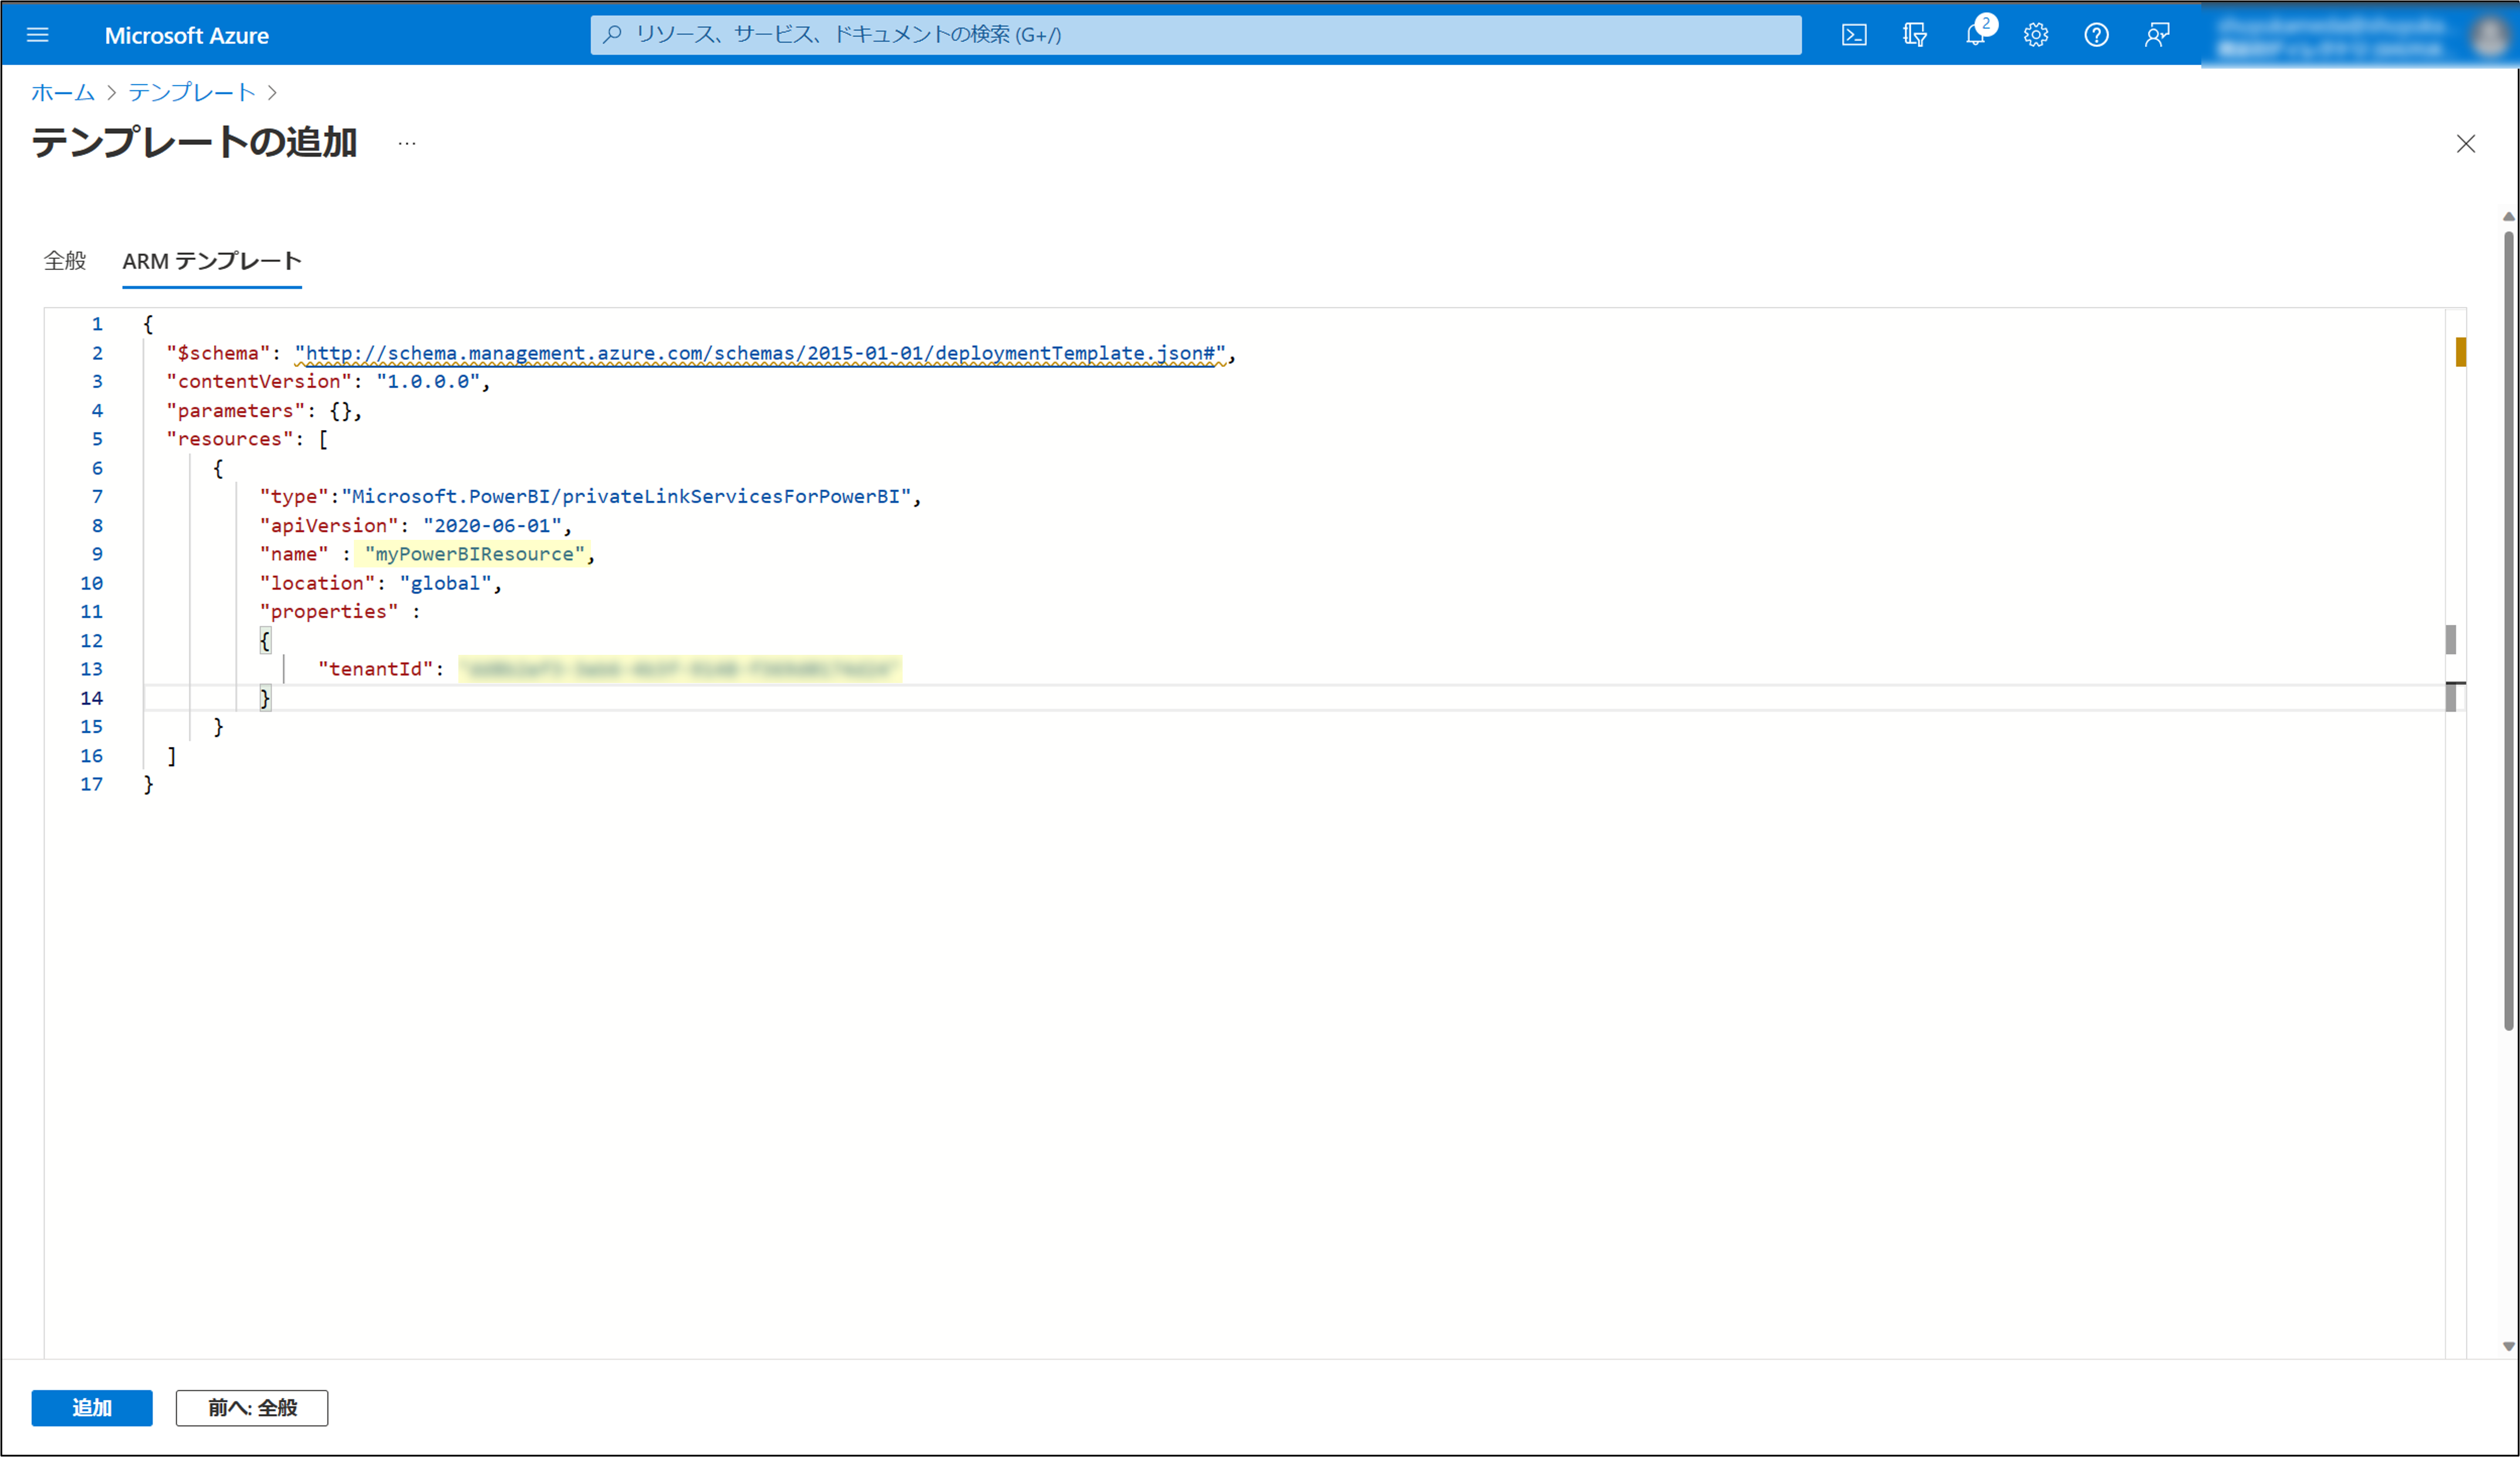 Microsoft Azure
リソース、サービス、ドキュメントの検索 (G+/)
2
ホーム > テンプレート >
テンプレートの追加 ...
全般 ARM テンプレート
1 {
2 "$schema": "http://schema.management.azure.com/schemas/2015-01-01/deploymentTemplate.json#",
3 "contentVersion": "1.0.0.0",
4 "parameters": {},
5 "resources": [
6 {
7 "type":"Microsoft.PowerBI/privateLinkServicesForPowerBI",
8 "apiVersion": "2020-06-01",
9 "name" : "myPowerBIResource",
10 "location": "global",
11 "properties" :
12 {
13 "tenantId":
14 }
15 }
16 ]
17 }
追加 前へ: 全般